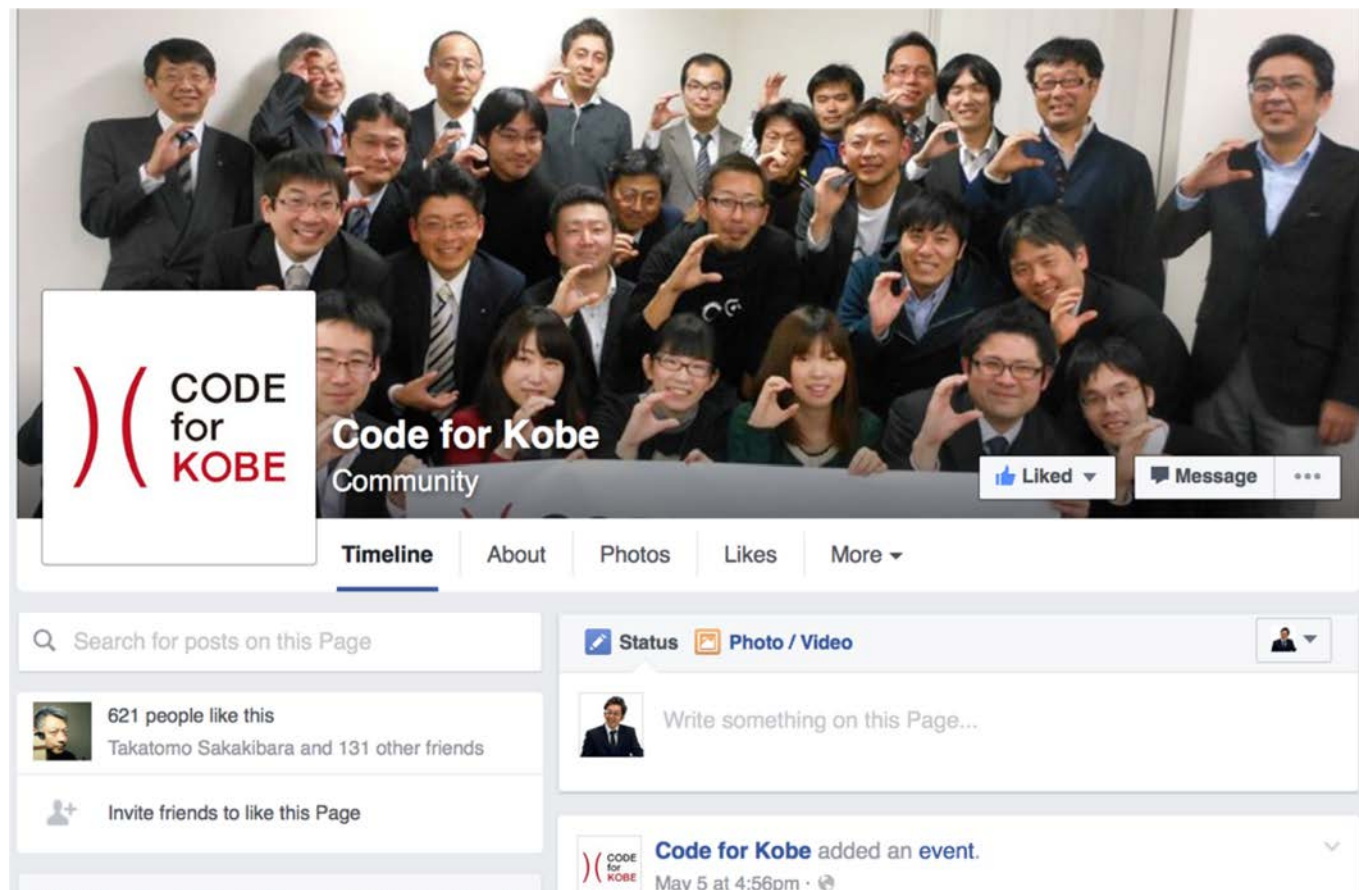 CODE
for
KOBE
Code for Kobe
Community
Liked
Message
Timeline
About
Photos
Likes
More
Search for posts on this Page
Status
Photo / Video
621 people like this
Takatomo Sakakibara and 131 other friends
Write something on this Page...
Invite friends to like this Page
CODE
for
KOBE
Code for Kobe added an event.
May 5 at 4:56pm ·